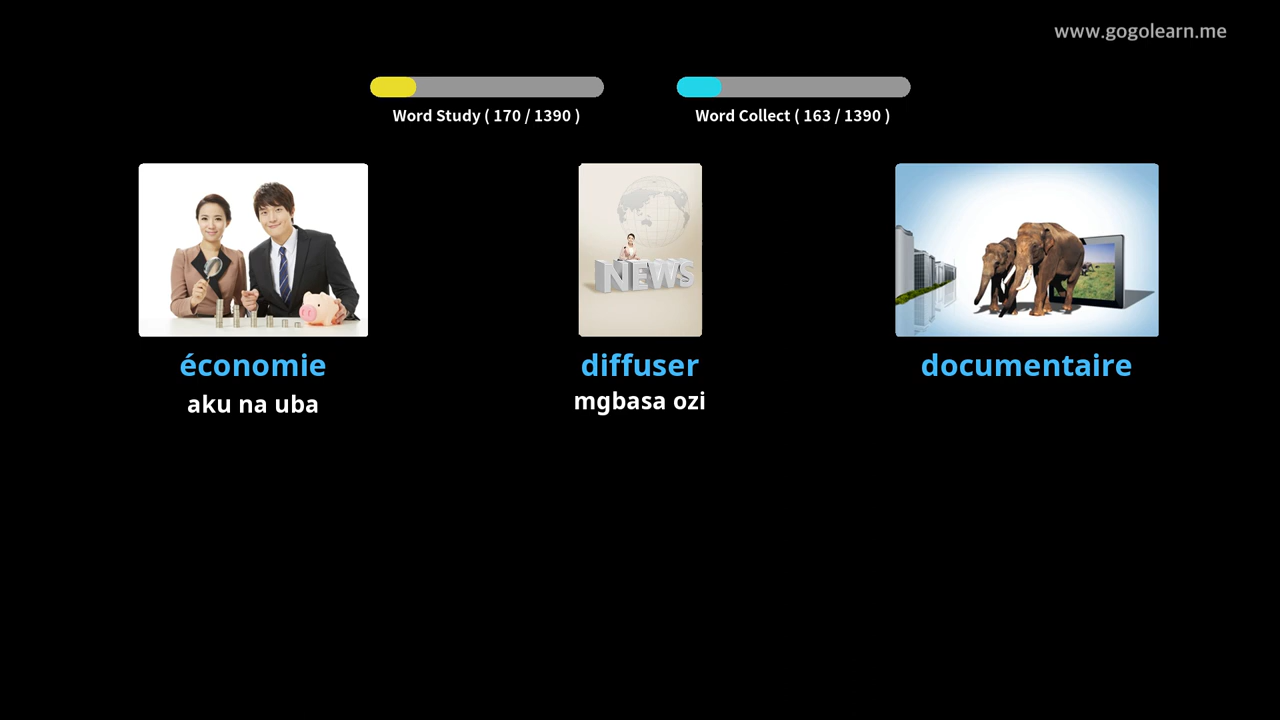 www.gogolearn.me
Word Study ( 170 / 1390 )
Word Collect ( 163 / 1390 )
NEWS
économie
diffuser
documentaire
aku na uba
mgbasa ozi